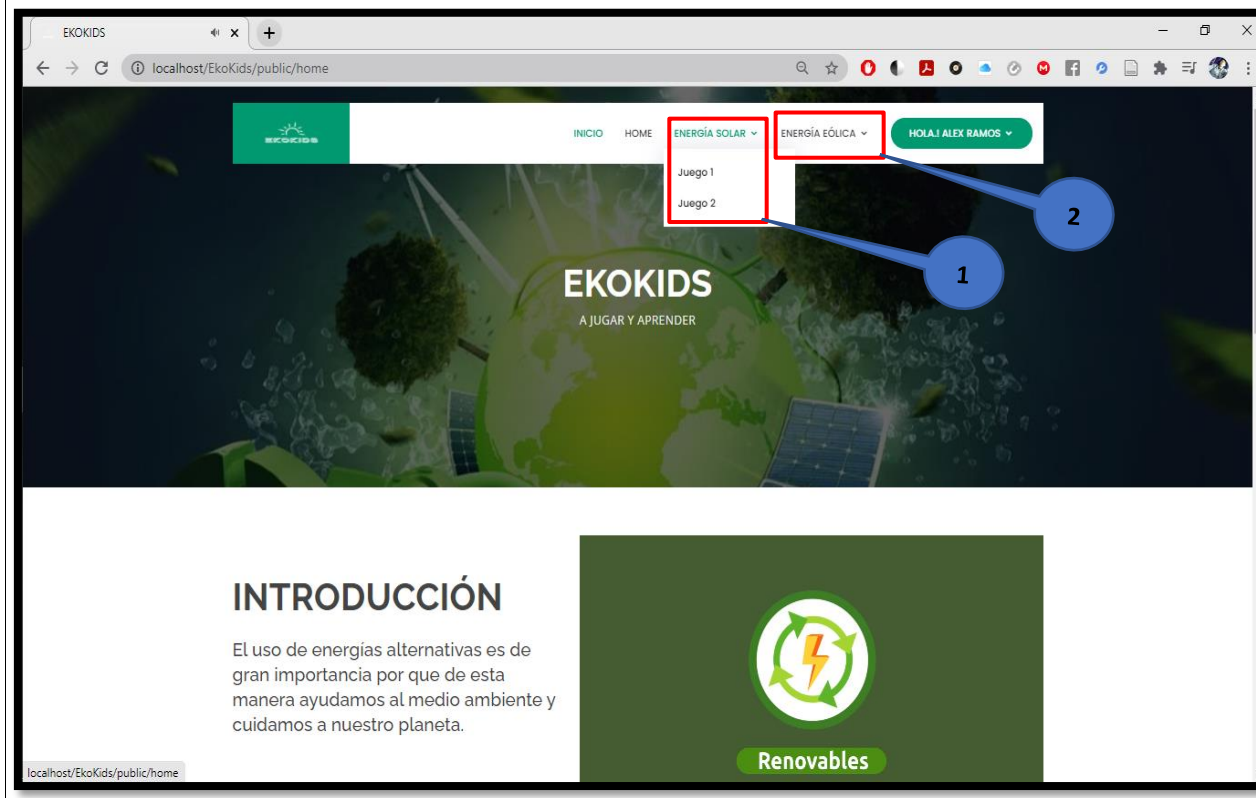 EKOKIDS
localhost/EkoKids/public/home
EKOKIDS
INICIO HOME ENERGÍA SOLAR ENERGÍA EÓLICA HOLA.! ALEX RAMOS
Juego 1
Juego 2
2
1
EKOKIDS
A JUGAR Y APRENDER
INTRODUCCIÓN
El uso de energías alternativas es de
gran importancia por que de esta
manera ayudamos al medio ambiente y
cuidamos a nuestro planeta.
Renovables
localhost/EkoKids/public/home